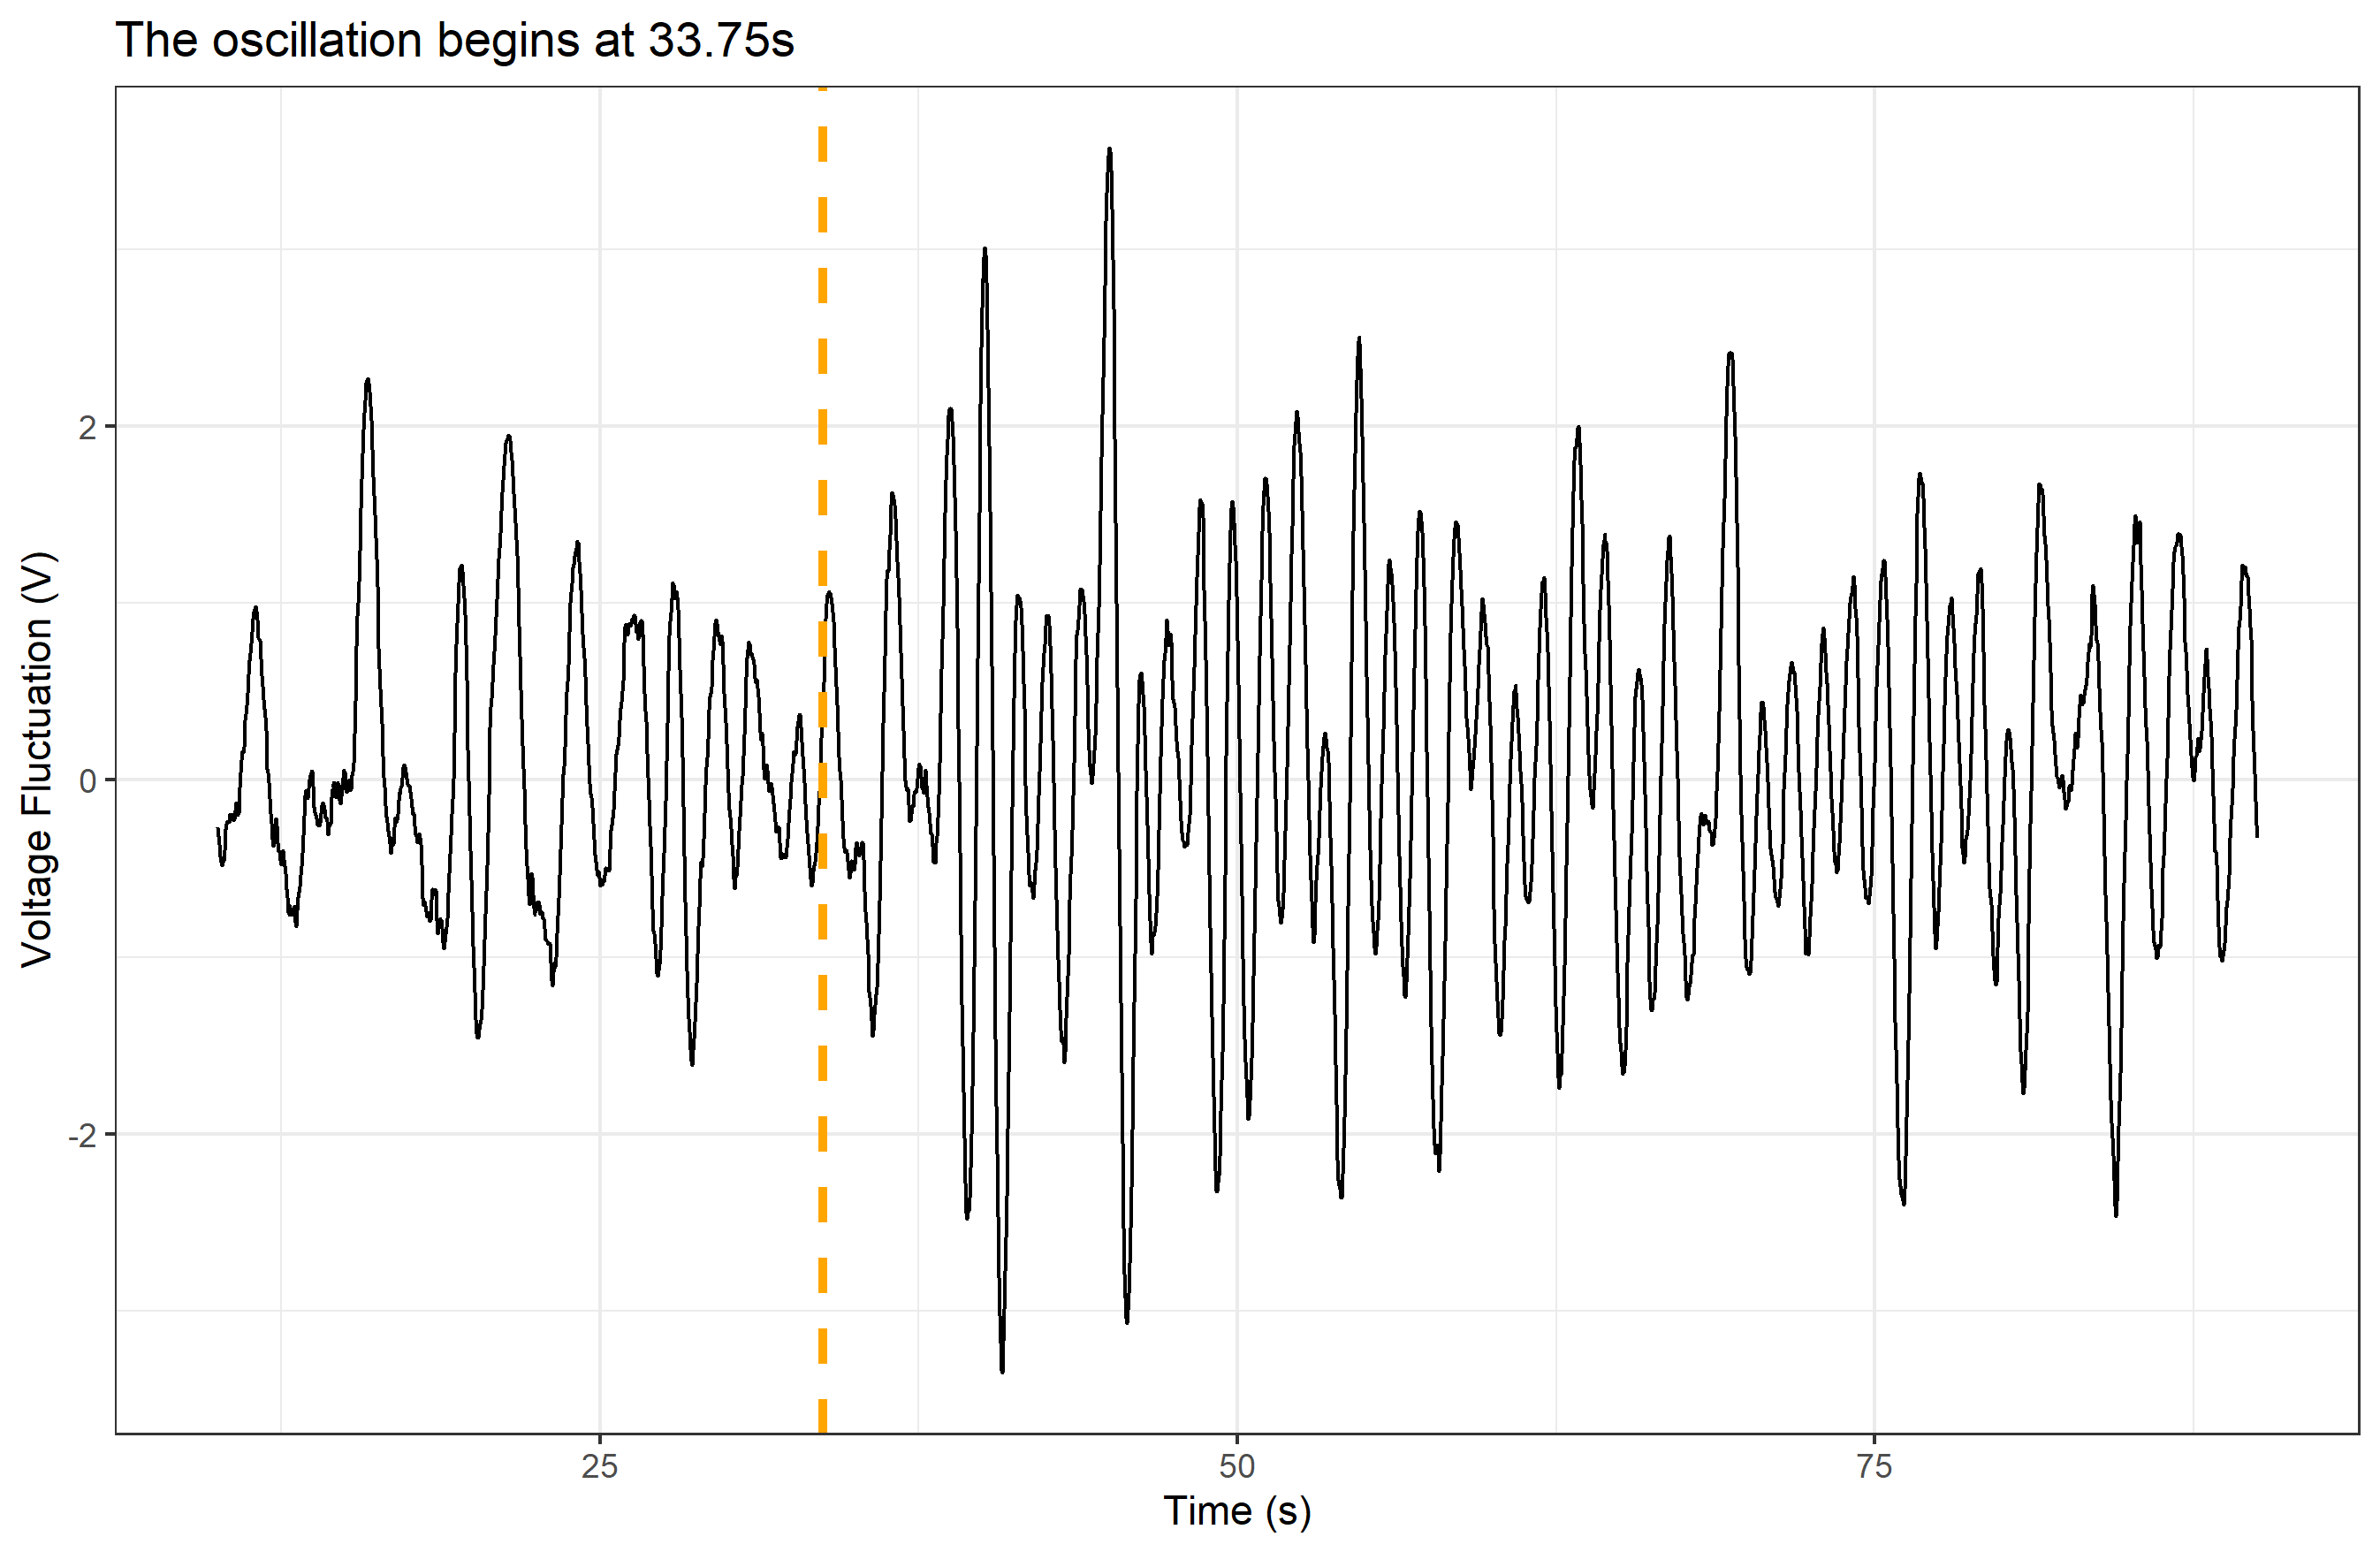 The oscillation begins at 33.75s
Voltage Fluctuation (V)
2
0
-2
25
50
75
Time (s)